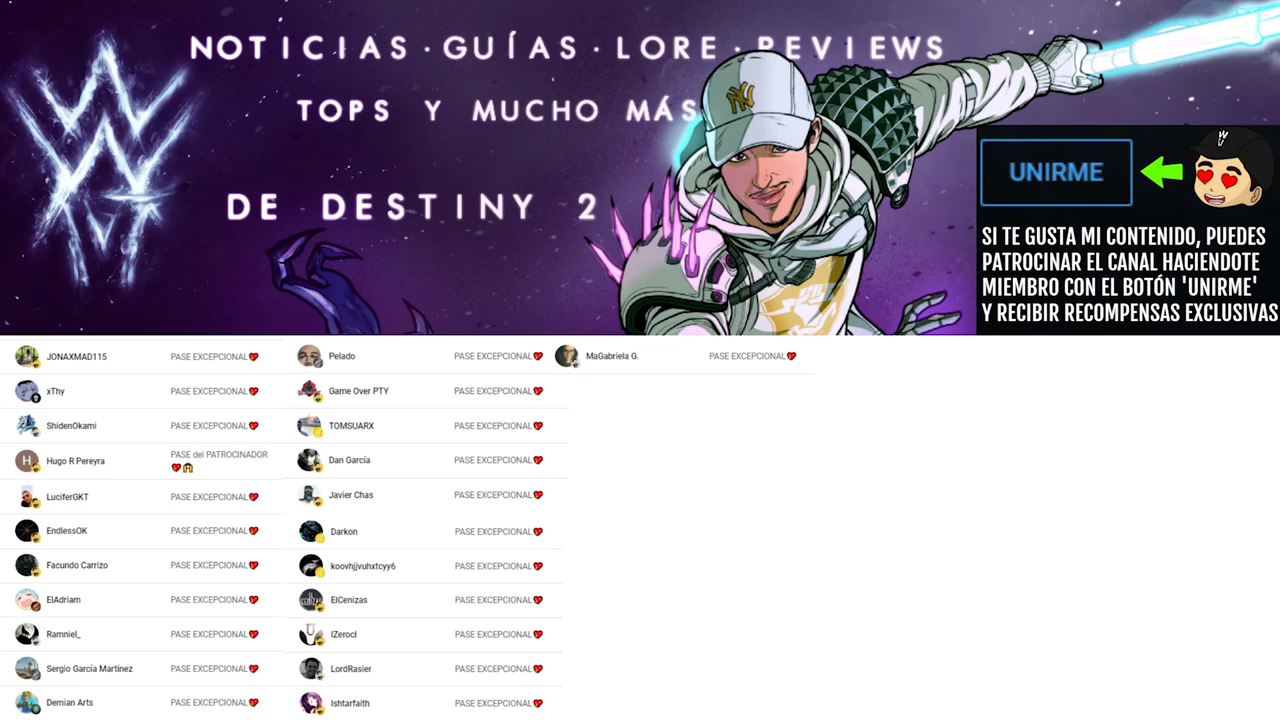 NOTICIAS · GUÍAS · LORE · REVIEWS
TOPS Y MUCHO MÁS
DE DESTINY 2
NY
UNIRME
SI TE GUSTA MI CONTENIDO, PUEDES
PATROCINAR EL CANAL HACIENDOTE
MIEMBRO CON EL BOTÓN 'UNIRME'
Y RECIBIR RECOMPENSAS EXCLUSIVAS
JONAXMAD115 PASE EXCEPCIONAL
xThy PASE EXCEPCIONAL
ShidenOkami PASE EXCEPCIONAL
H Hugo R Pereyra PASE del PATROCINADOR
LuciferGKT PASE EXCEPCIONAL
EndlessOK PASE EXCEPCIONAL
Facundo Carrizo PASE EXCEPCIONAL
ElAdriam PASE EXCEPCIONAL
Ramniel_ PASE EXCEPCIONAL
Sergio García Martínez PASE EXCEPCIONAL
Demian Arts PASE EXCEPCIONAL
Pelado PASE EXCEPCIONAL
Game Over PTY PASE EXCEPCIONAL
TOMSUARX PASE EXCEPCIONAL
Dan García PASE EXCEPCIONAL
Javier Chas PASE EXCEPCIONAL
Darkon PASE EXCEPCIONAL
koovhjjvuhxtcyy6 PASE EXCEPCIONAL
ElCenizas PASE EXCEPCIONAL
IZerocI PASE EXCEPCIONAL
LordRasier PASE EXCEPCIONAL
Ishtarfaith PASE EXCEPCIONAL
MaGabriela G. PASE EXCEPCIONAL